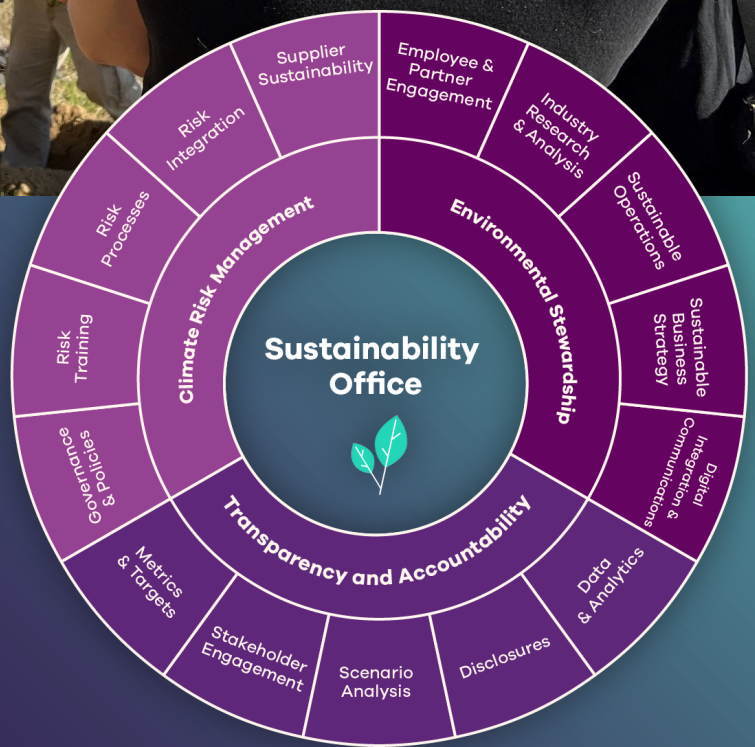 Sustainability
Office
Climate Risk Management
Environmental Stewardship
Transparency and Accountability
Employee &
Partner
Engagement
Industry
Research
& Analysis
Sustainable
Operations
Sustainable
Business
Strategy
Digital
Integration &
Communications
Data
& Analytics
Disclosures
Scenario
Analysis
Stakeholder
Engagement
Metrics
& Targets
Governance
& Policies
Risk
Training
Risk
Processes
Risk
Integration
Supplier
Sustainability